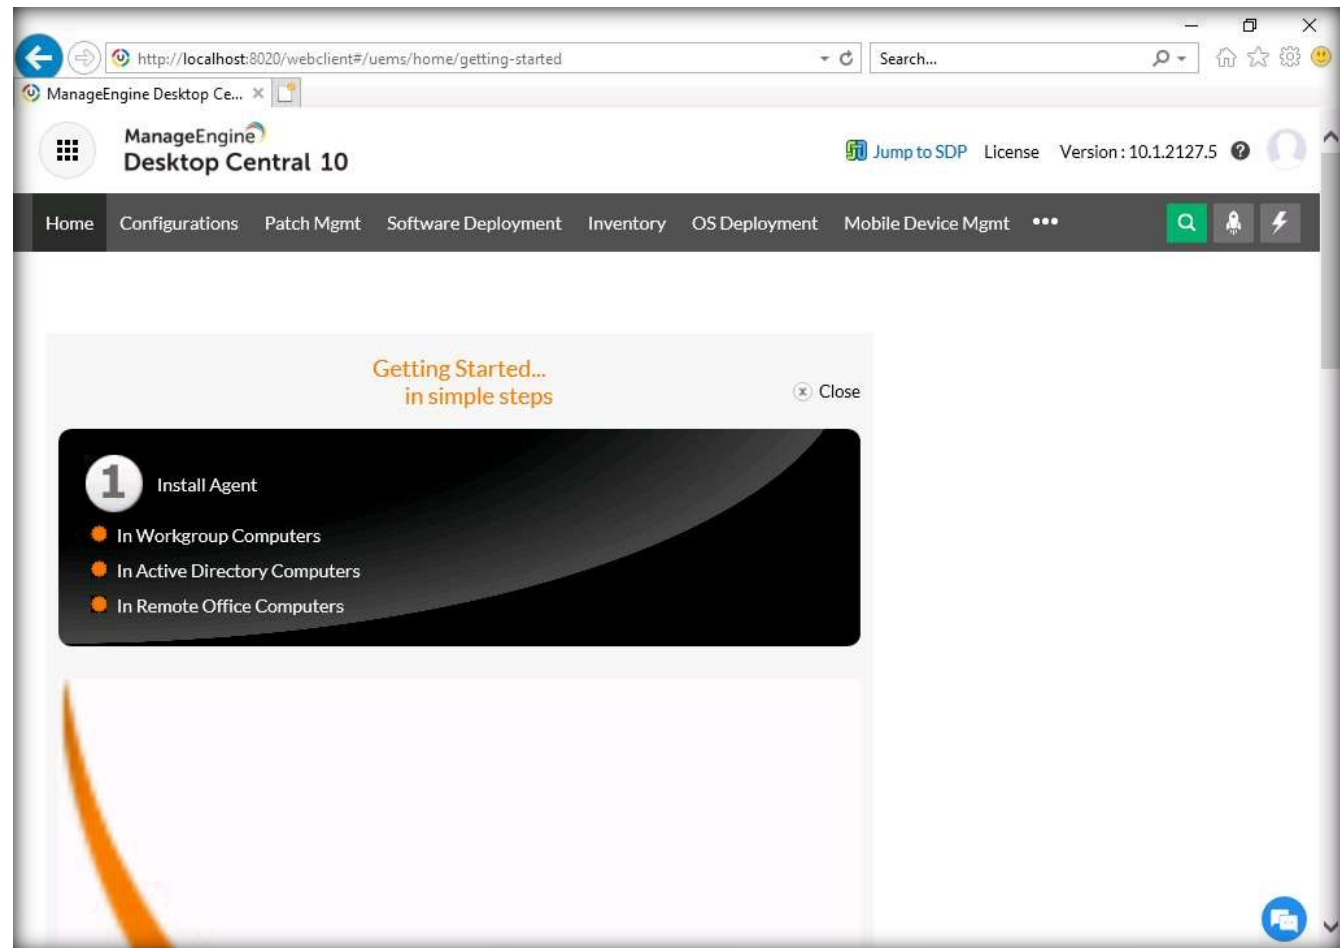 http://localhost:8020/webclient#/uems/home/getting-started
Search...
ManageEngine Desktop Ce...
ManageEngine
Desktop Central 10
Jump to SDP License Version : 10.1.2127.5
Home Configurations Patch Mgmt Software Deployment Inventory OS Deployment Mobile Device Mgmt •••
Getting Started...
in simple steps
Close
1 Install Agent
In Workgroup Computers
In Active Directory Computers
In Remote Office Computers